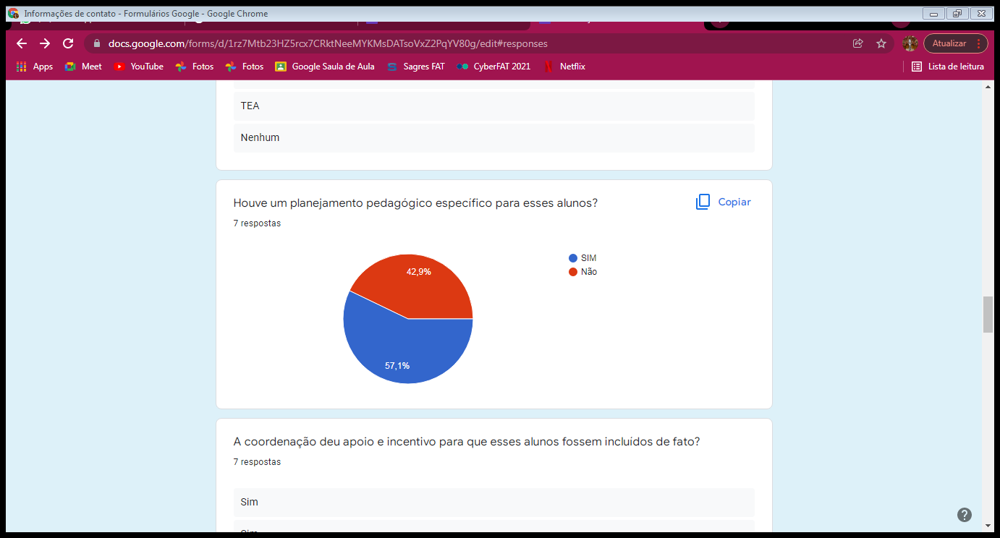 Informações de contato - Formulários Google - Google Chrome
docs.google.com/forms/d/1rz7Mtb23HZ5rcx7CRktNeeMYKMsDATsoVxZ2PqYV80g/edit#responses
Atualizar
Apps Meet YouTube Fotos Fotos Google Saula de Aula Sagres FAT CyberFAT 2021 Netflix Lista de leitura
TEA
Nenhum
Houve um planejamento pedagógico específico para esses alunos?
Copiar
7 respostas
SIM
Não
42,9%
57,1%
A coordenação deu apoio e incentivo para que esses alunos fossem incluídos de fato?
7 respostas
Sim
Sim